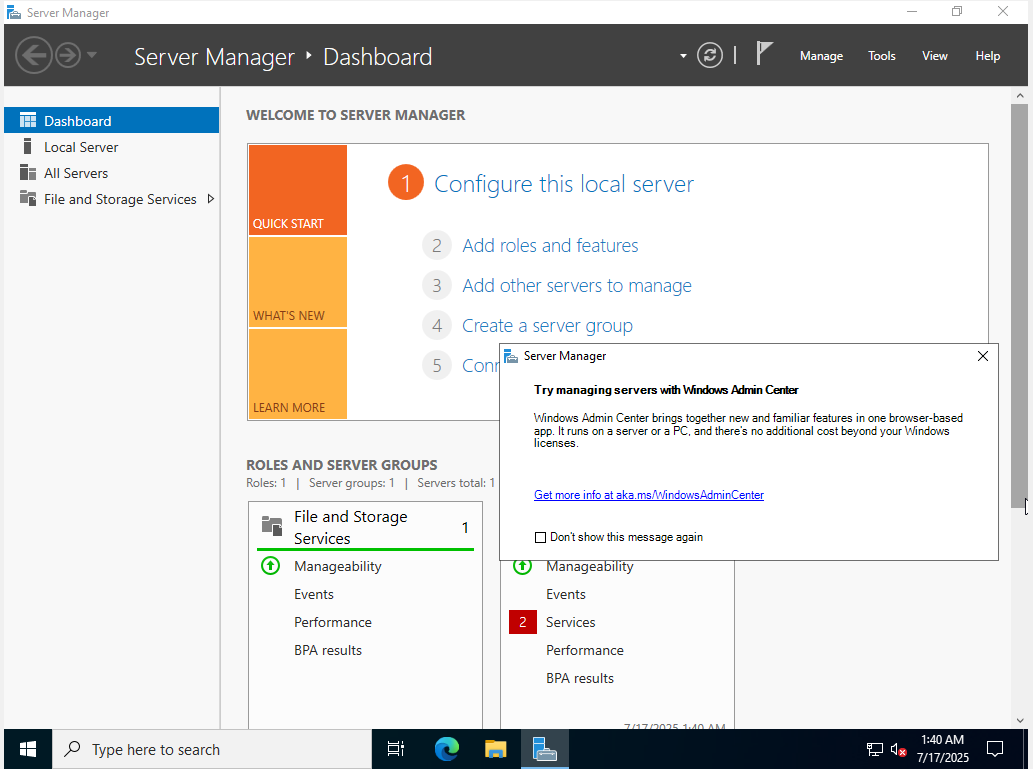 Server Manager
Server Manager • Dashboard
Manage Tools View Help
Dashboard
Local Server
All Servers
File and Storage Services
WELCOME TO SERVER MANAGER
QUICK START
WHAT'S NEW
LEARN MORE
1 Configure this local server
2 Add roles and features
3 Add other servers to manage
4 Create a server group
5
Server Manager
Try managing servers with Windows Admin Center
Windows Admin Center brings together new and familiar features in one browser-based
app. It runs on a server or a PC, and there's no additional cost beyond your Windows
licenses.
Get more info at aka.ms/WindowsAdminCenter
Don't show this message again
ROLES AND SERVER GROUPS
Roles: 1 | Server groups: 1 | Servers total: 1
File and Storage
Services
1
Manageability
Events
Performance
BPA results
Manageability
Events
2 Services
Performance
BPA results
7/17/2025 1:40 AM
Type here to search
1:40 AM
7/17/2025